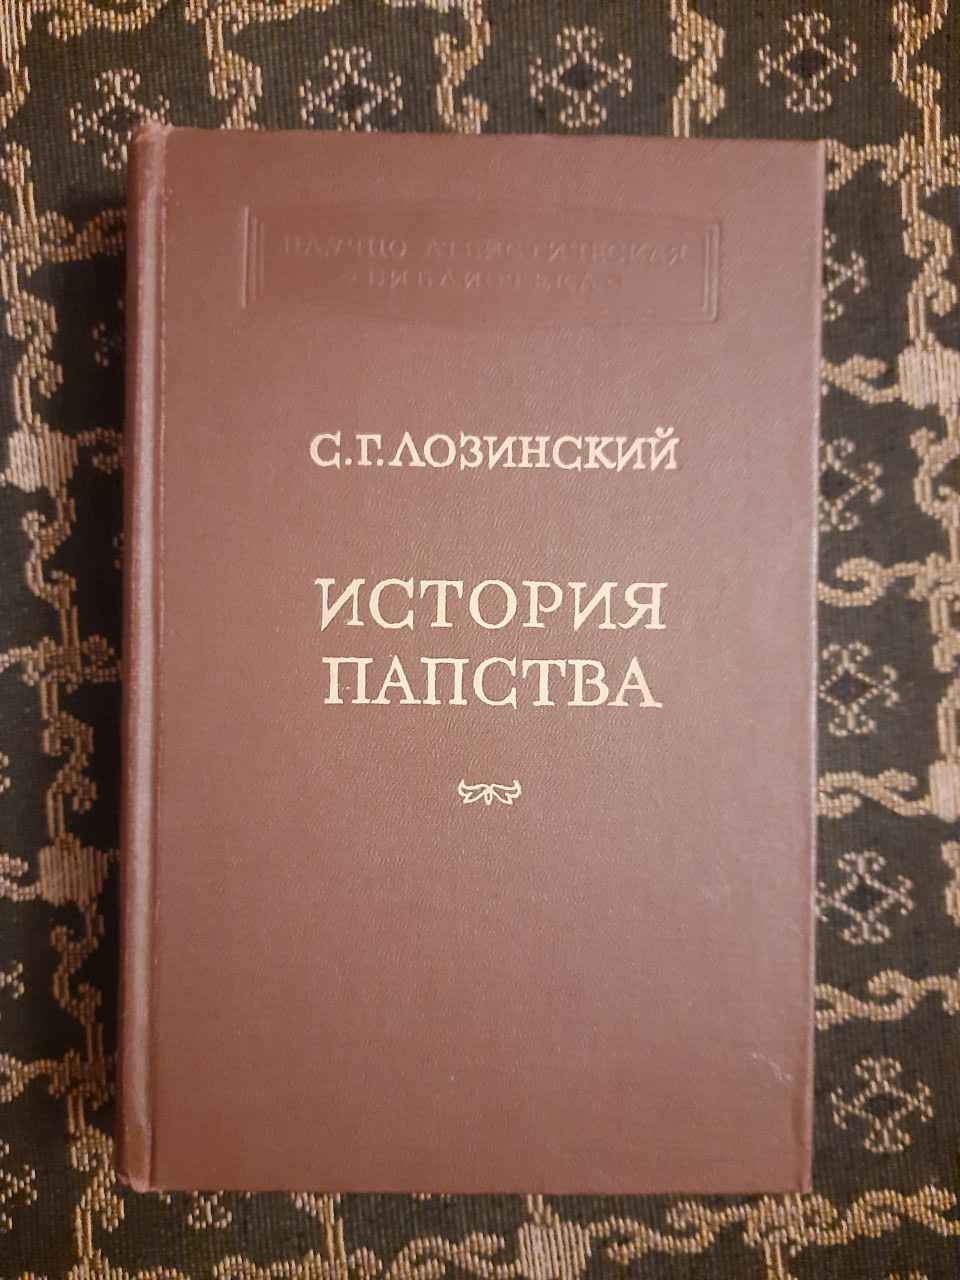 НАУЧНО АТЕИСТИЧЕСКАЯ
БИБЛИОТЕКА
С.Г.ЛОЗИНСКИЙ
ИСТОРИЯ
ПАПСТВА